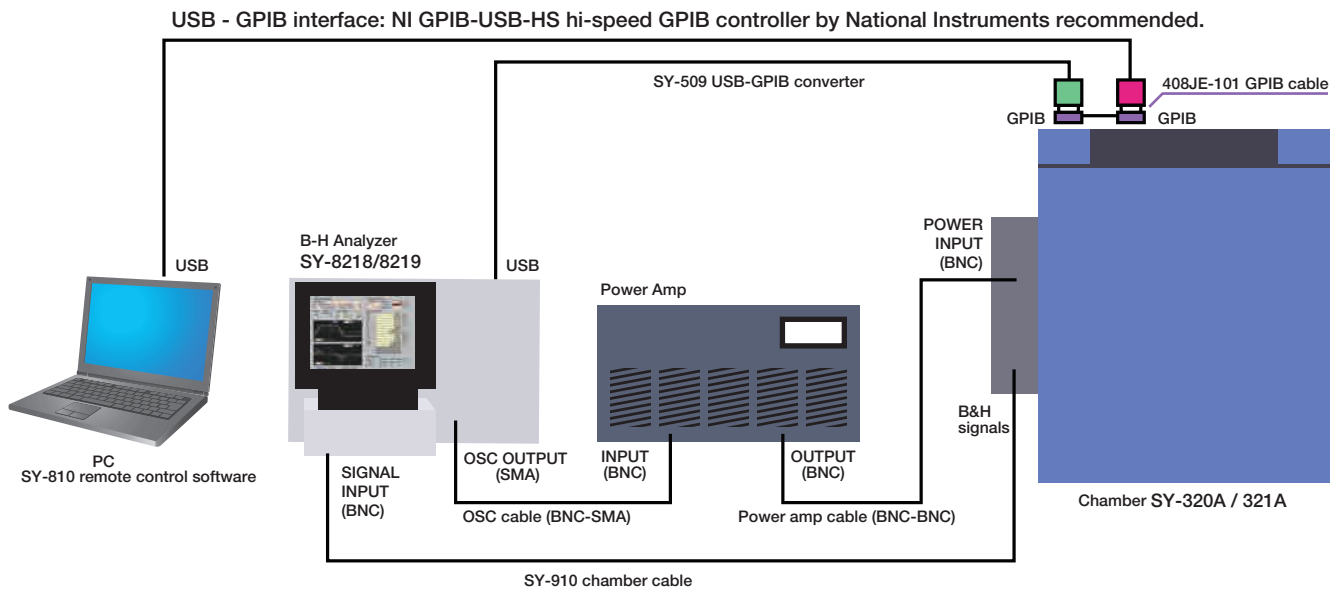 USB - GPIB interface: NI GPIB-USB-HS hi-speed GPIB controller by National Instruments recommended.
SY-509 USB-GPIB converter
408JE-101 GPIB cable
GPIB
GPIB
USB
B-H Analyzer
SY-8218/8219
USB
Power Amp
POWER
INPUT
(BNC)
B&H
signals
PC
SY-810 remote control software
SIGNAL
INPUT
(BNC)
OSC OUTPUT
(SMA)
INPUT
(BNC)
OUTPUT
(BNC)
OSC cable (BNC-SMA)
Power amp cable (BNC-BNC)
Chamber SY-320A / 321A
SY-910 chamber cable